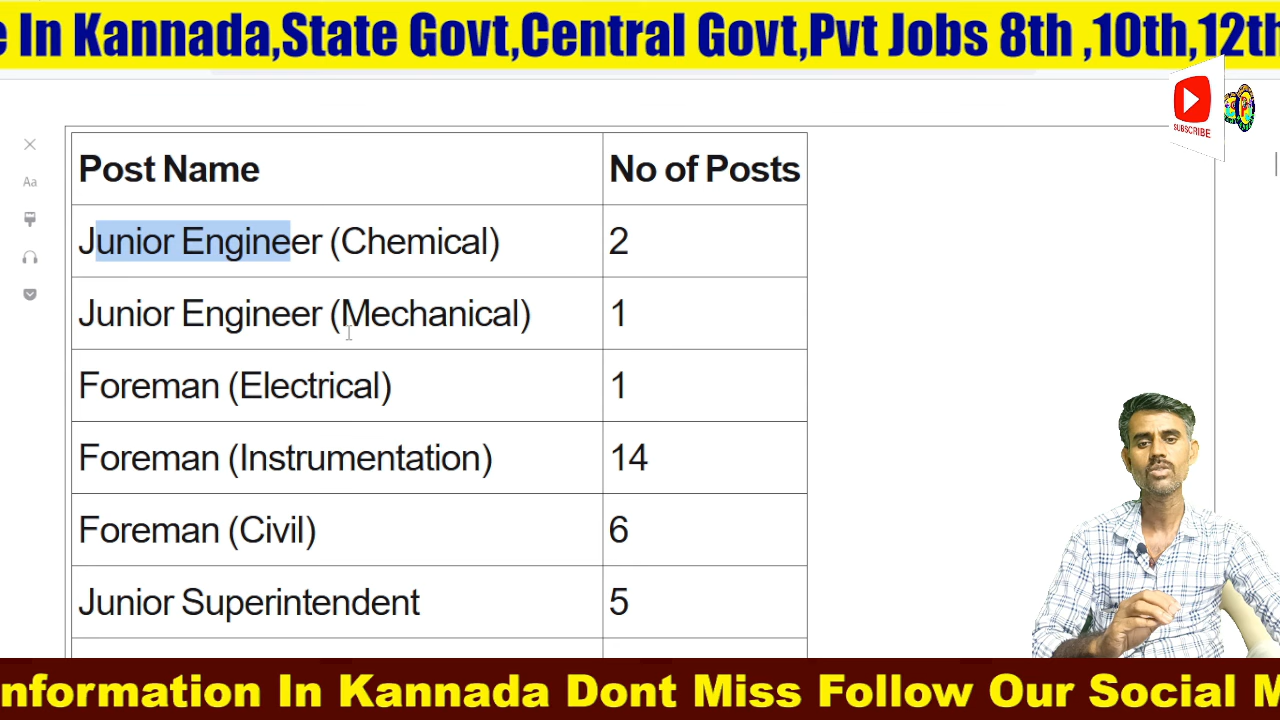 e In Kannada,State Govt,Central Govt,Pvt Jobs 8th ,10th,12th
SUBSCRIBE
Aa
Post Name No of Posts
Junior Engineer (Chemical) 2
Junior Engineer (Mechanical) 1
Foreman (Electrical) 1
Foreman (Instrumentation) 14
Foreman (Civil) 6
Junior Superintendent 5
nformation In Kannada Dont Miss Follow Our Social M